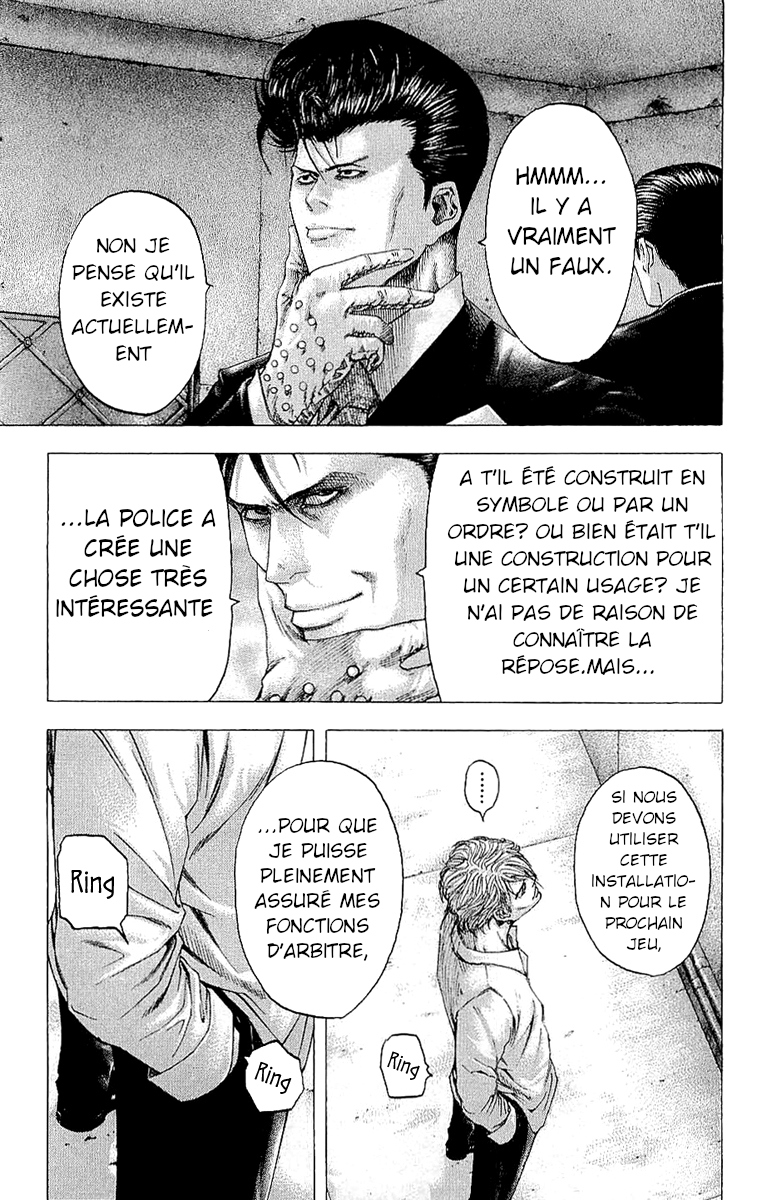 HMMM...
IL Y A
VRAIMENT
UN FAUX.
NON JE
PENSE QU'IL
EXISTE
ACTUELLEM-
ENT
A T'IL ÉTÉ CONSTRUIT EN
SYMBOLE OU PAR UN
ORDRE? OU BIEN ÉTAIT T'IL
UNE CONSTRUCTION POUR
UN CERTAIN USAGE? JE
N'AI PAS DE RAISON DE
CONNAÎTRE LA
RÉPOSE.MAIS...
...LA POLICE A
CRÉE UNE
CHOSE TRÈS
INTÉRESSANTE
SI NOUS
DEVONS
UTILISER
CETTE
INSTALLATIO-
N POUR LE
PROCHAIN
JEU,
......
Ring
...POUR QUE
JE PUISSE
PLEINEMENT
ASSURÉ MES
FONCTIONS
D'ARBITRE,
Ring
Ring